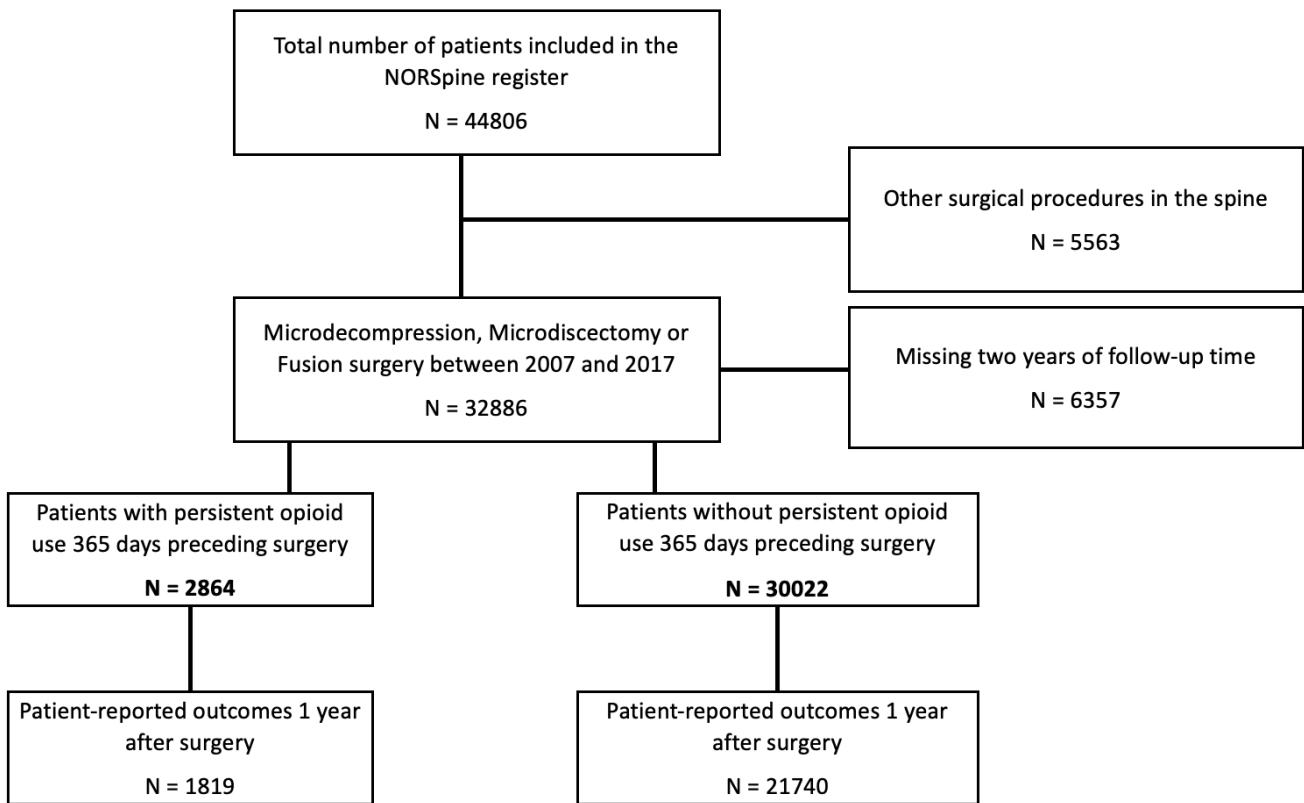 Total number of patients included in the
NORSpine register
N = 44806
Other surgical procedures in the spine
N = 5563
Microdecompression, Microdiscectomy or
Fusion surgery between 2007 and 2017
N = 32886
Missing two years of follow-up time
N = 6357
Patients with persistent opioid
use 365 days preceding surgery
N = 2864
Patients without persistent opioid
use 365 days preceding surgery
N = 30022
Patient-reported outcomes 1 year
after surgery
N = 1819
Patient-reported outcomes 1 year
after surgery
N = 21740